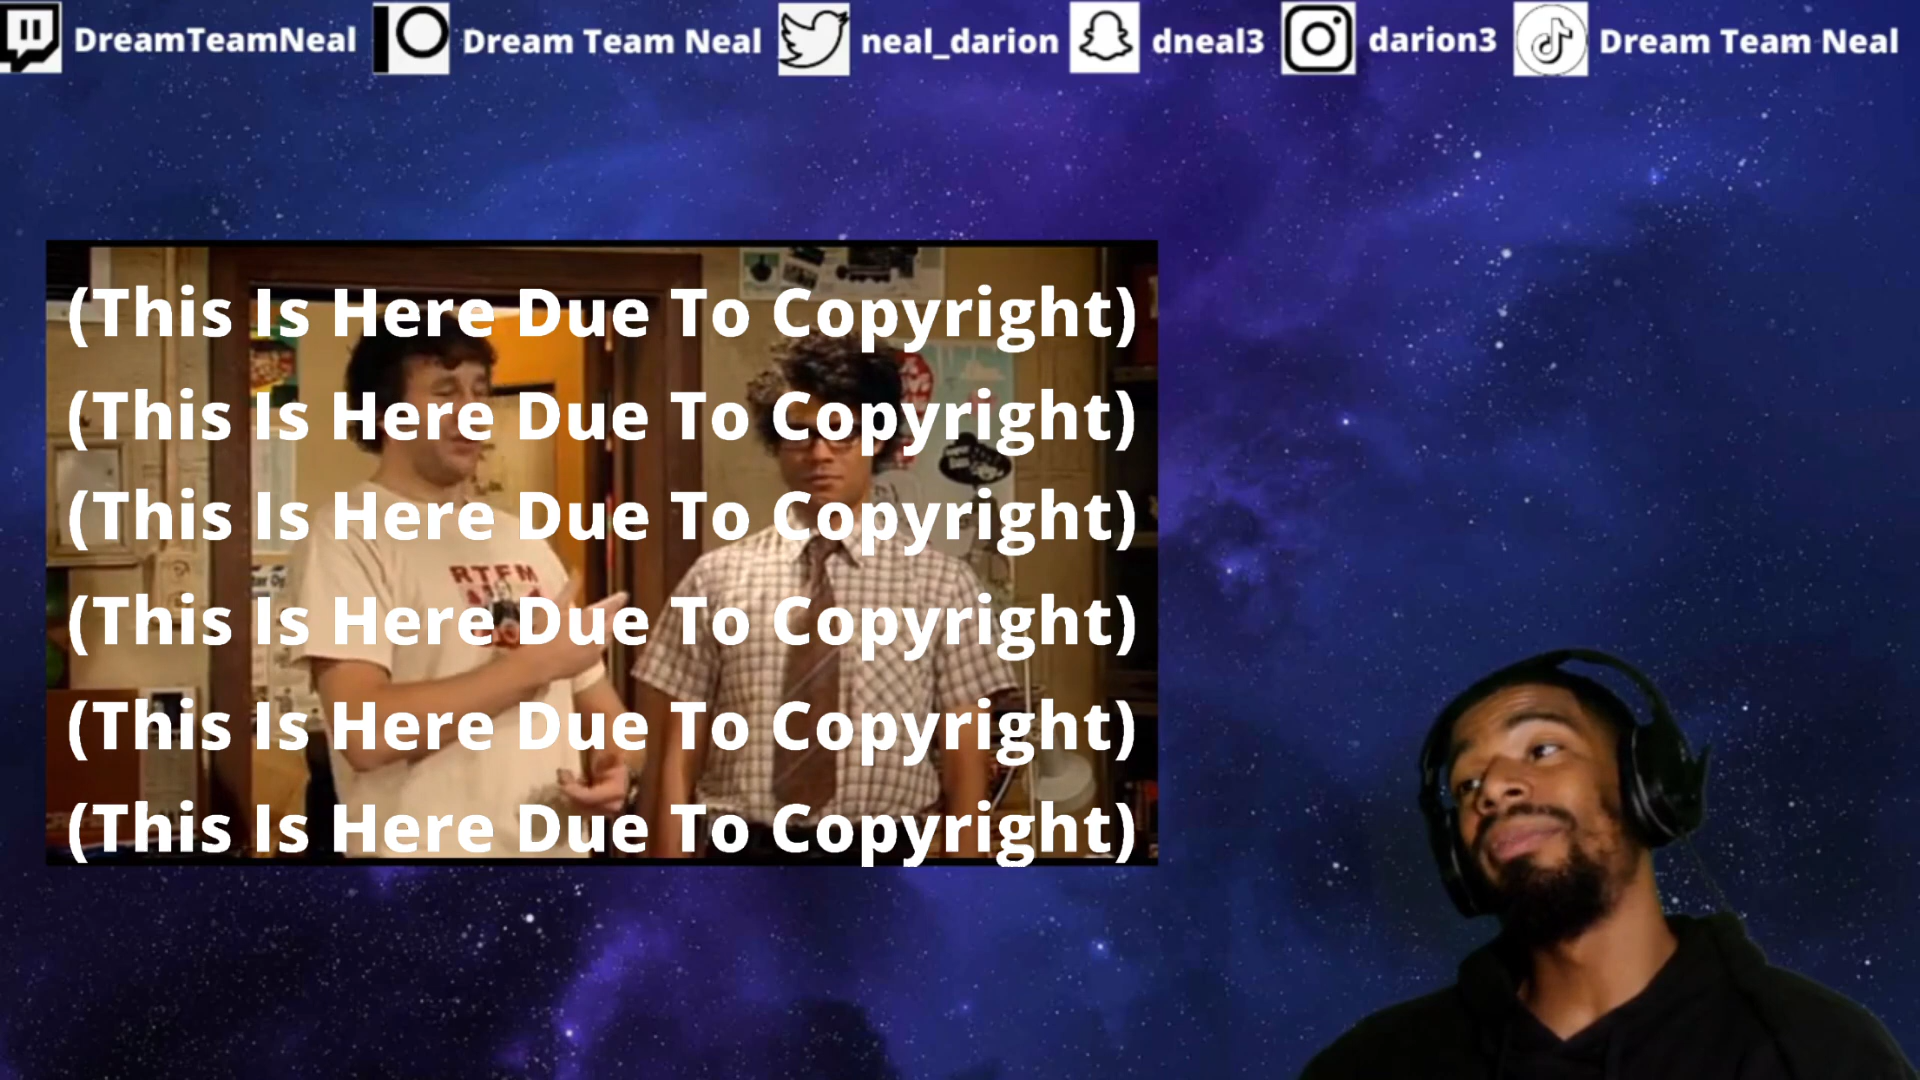 DreamTeamNeal Dream Team Neal neal_darion dneal3 darion3 Dream Team Neal
(This Is Here Due To Copyright)
(This Is Here Due To Copyright)
(This Is Here Due To Copyright)
RTFM
(This Is Here Due To Copyright)
(This Is Here Due To Copyright)
(This Is Here Due To Copyright)